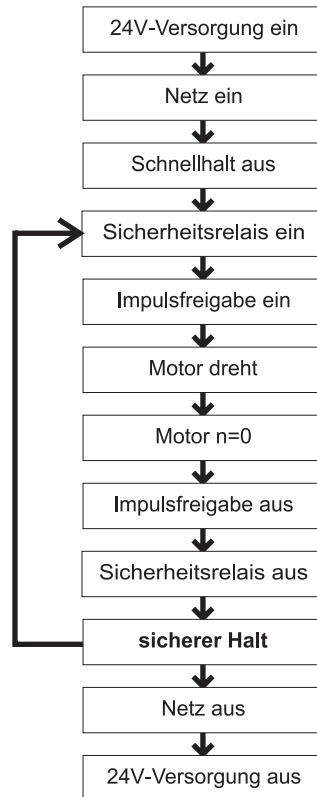 24V-Versorgung ein
Netz ein
Schnellhalt aus
Sicherheitsrelais ein
Impulsfreigabe ein
Motor dreht
Motor n=0
Impulsfreigabe aus
Sicherheitsrelais aus
sicherer Halt
Netz aus
24V-Versorgung aus